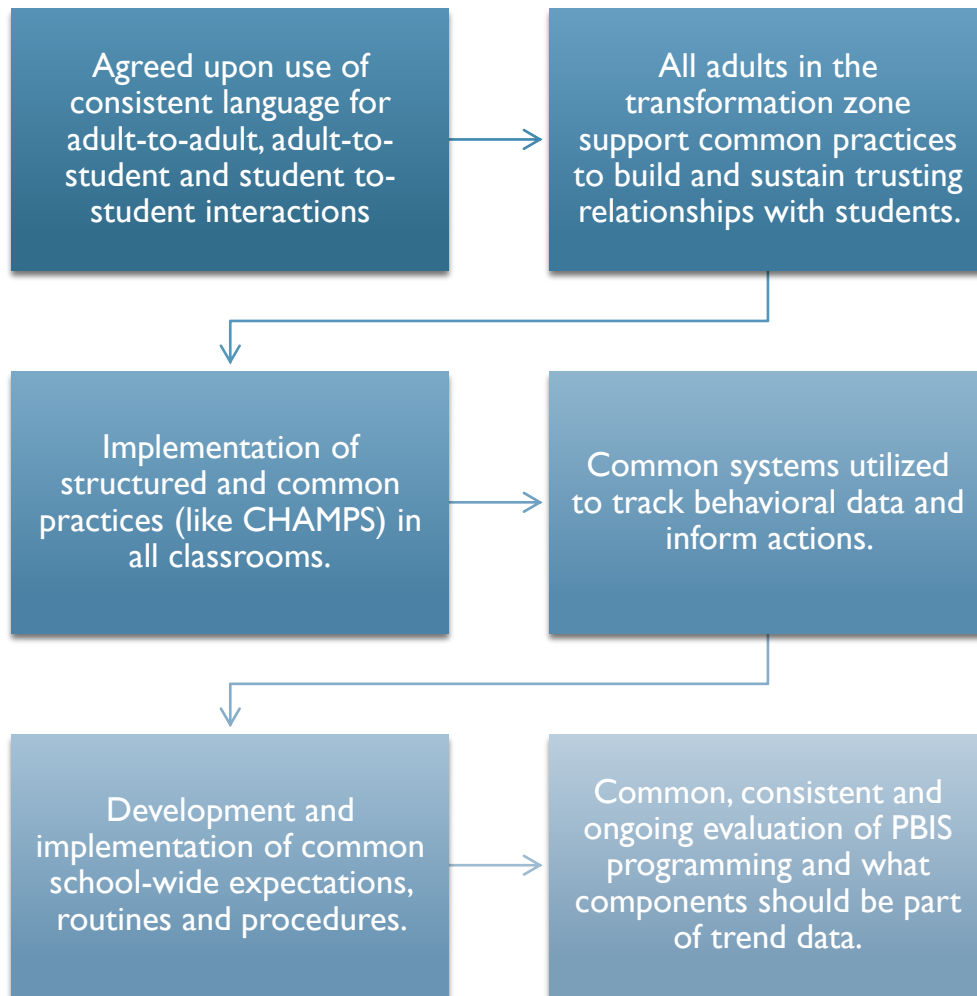 Agreed upon use of
consistent language for
adult-to-adult, adult-to-
student and student to-
student interactions
All adults in the
transformation zone
support common practices
to build and sustain trusting
relationships with students.
Implementation of
structured and common
practices (like CHAMPS) in
all classrooms.
Common systems utilized
to track behavioral data and
inform actions.
Development and
implementation of common
school-wide expectations,
routines and procedures.
Common, consistent and
ongoing evaluation of PBIS
programming and what
components should be part
of trend data.